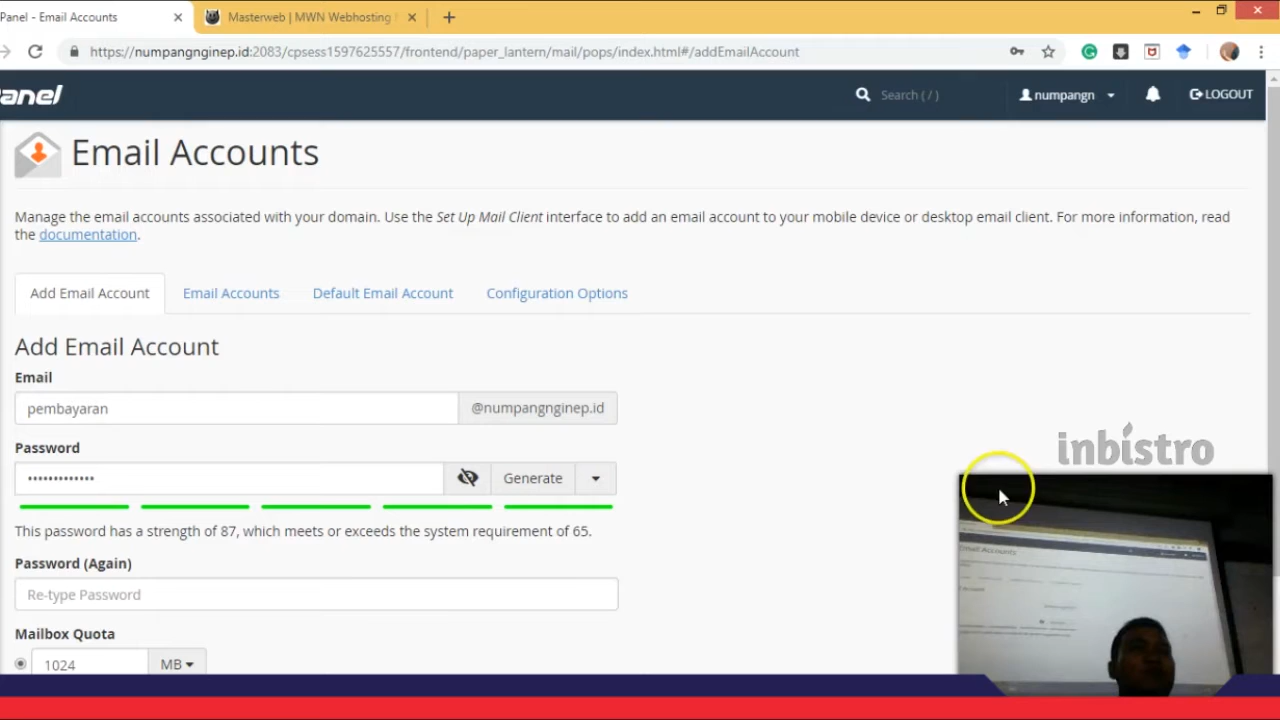 Panel - Email Accounts
Masterweb | MWN Webhosting
https://numpangnginep.id:2083/cpsess1597625557/frontend/paper_lantern/mail/pops/index.html#/addEmailAccount
anel
Search ( / )
numpangn
LOGOUT
Email Accounts
Manage the email accounts associated with your domain. Use the Set Up Mail Client interface to add an email account to your mobile device or desktop email client. For more information, read
the documentation.
Add Email Account
Email Accounts
Default Email Account
Configuration Options
Add Email Account
Email
pembayaran
@numpangnginep.id
Password
•••••••••••••
Generate
This password has a strength of 87, which meets or exceeds the system requirement of 65.
Password (Again)
Re-type Password
Mailbox Quota
1024
MB
inbistro
Email Accounts